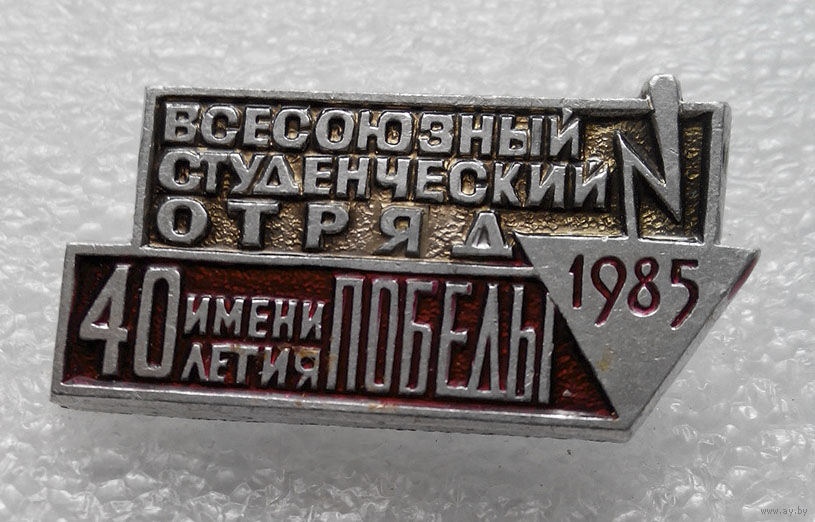 ВСЕСОЮЗНЫЙ
СТУДЕНЧЕСКИЙ
ОТРЯД
1985
40 ИМЕНИ ЛЕТИЯ ПОБЕДЫ
www.ay.by